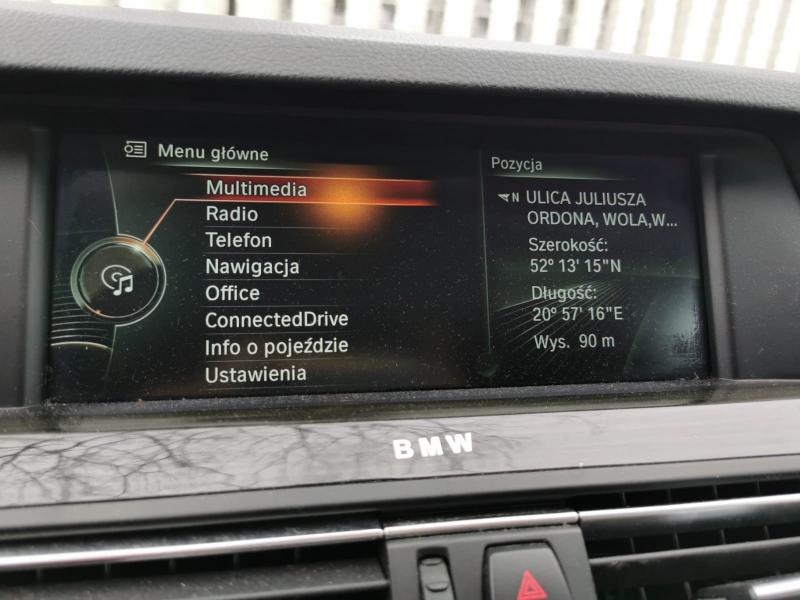 Menu główne
Multimedia
Radio
Telefon
Nawigacja
Office
ConnectedDrive
Info o pojeździe
Ustawienia
Pozycja
N ULICA JULIUSZA
ORDONA, WOLA,W...
Szerokość:
52° 13' 15"N
Długość:
20° 57' 16"E
Wys. 90 m
BMW